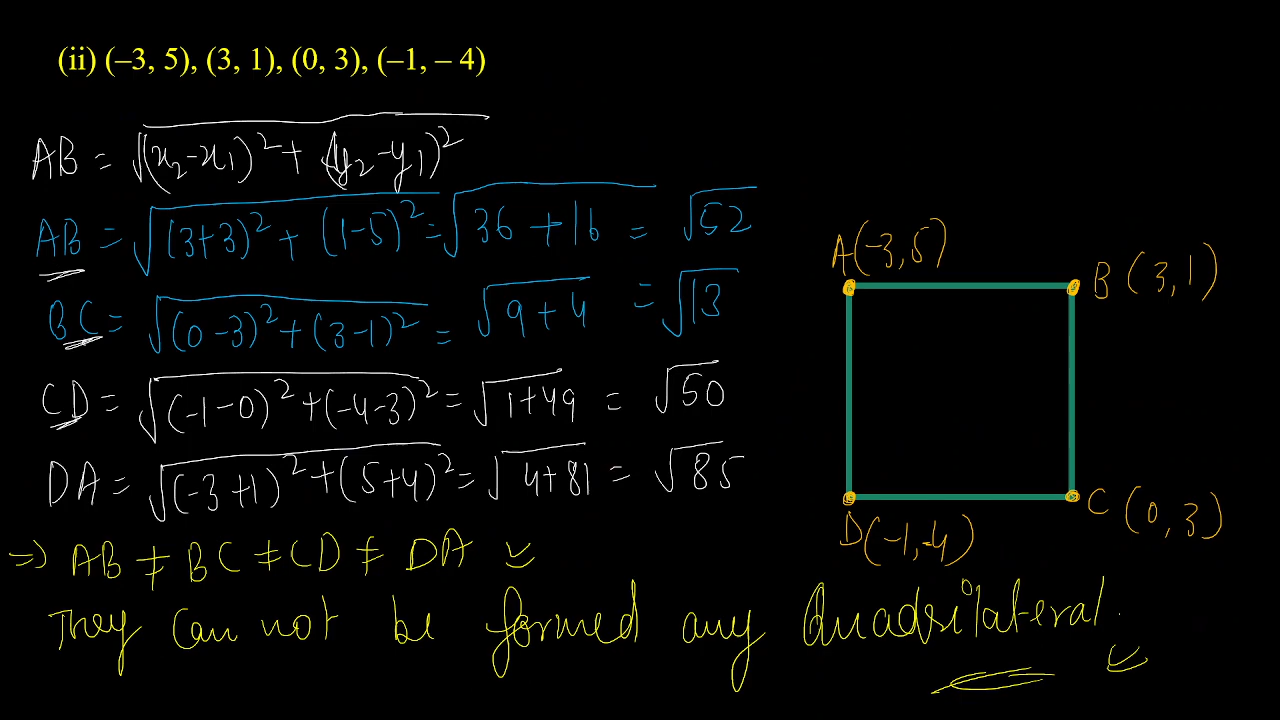 (ii) (–3, 5), (3, 1), (0, 3), (–1, – 4)
AB = √(x₂-x₁)² + (y₂-y₁)²
AB = √(3+3)² + (1-5)² = √36 + 16 = √52
BC = √(0-3)² + (3-1)² = √9+4 = √13
CD = √(-1-0)² + (-4-3)² = √1+49 = √50
DA = √(-3+1)² + (5+4)² = √4+81 = √85
=> AB ≠ BC ≠ CD ≠ DA
They can not be formed any Quadrilateral.
A(-3, 5)
B (3, 1)
D(-1, -4)
C (0, 3)